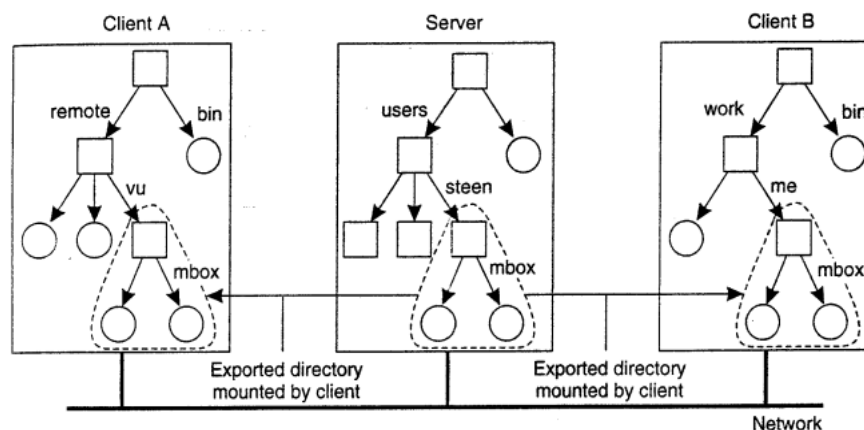 Client A
Server
Client B
remote
bin
users
work
bin
vu
steen
me
mbox
mbox
mbox
Exported directory
mounted by client
Exported directory
mounted by client
Network